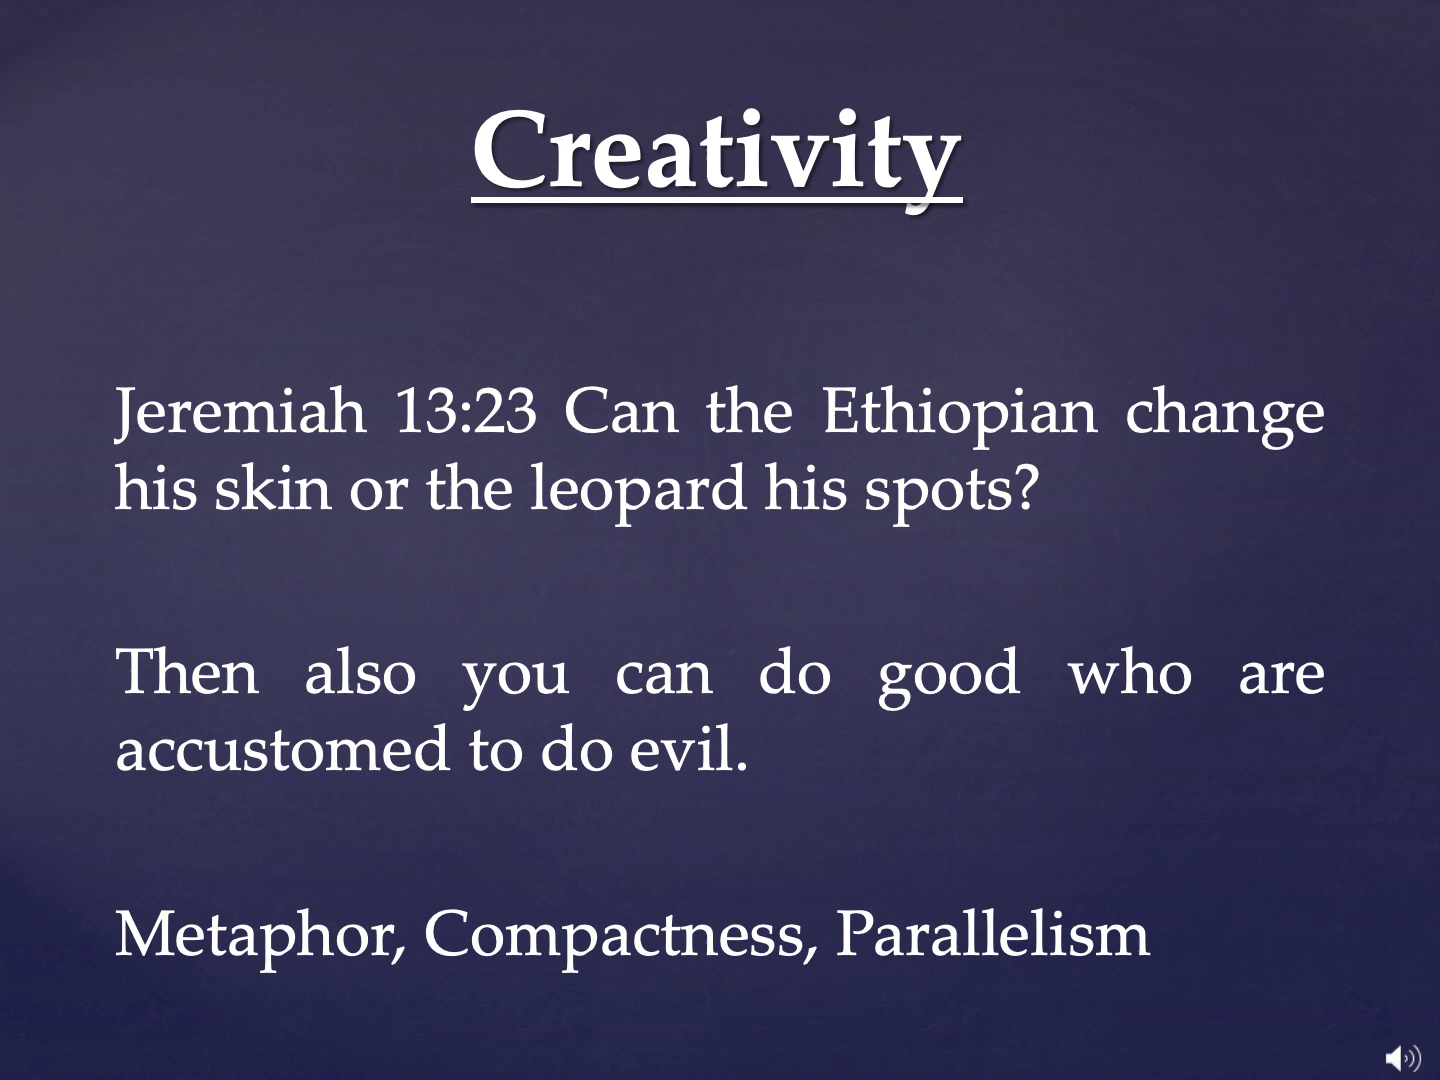 Creativity
Jeremiah 13:23 Can the Ethiopian change
his skin or the leopard his spots?
Then also you can do good who are
accustomed to do evil.
Metaphor, Compactness, Parallelism